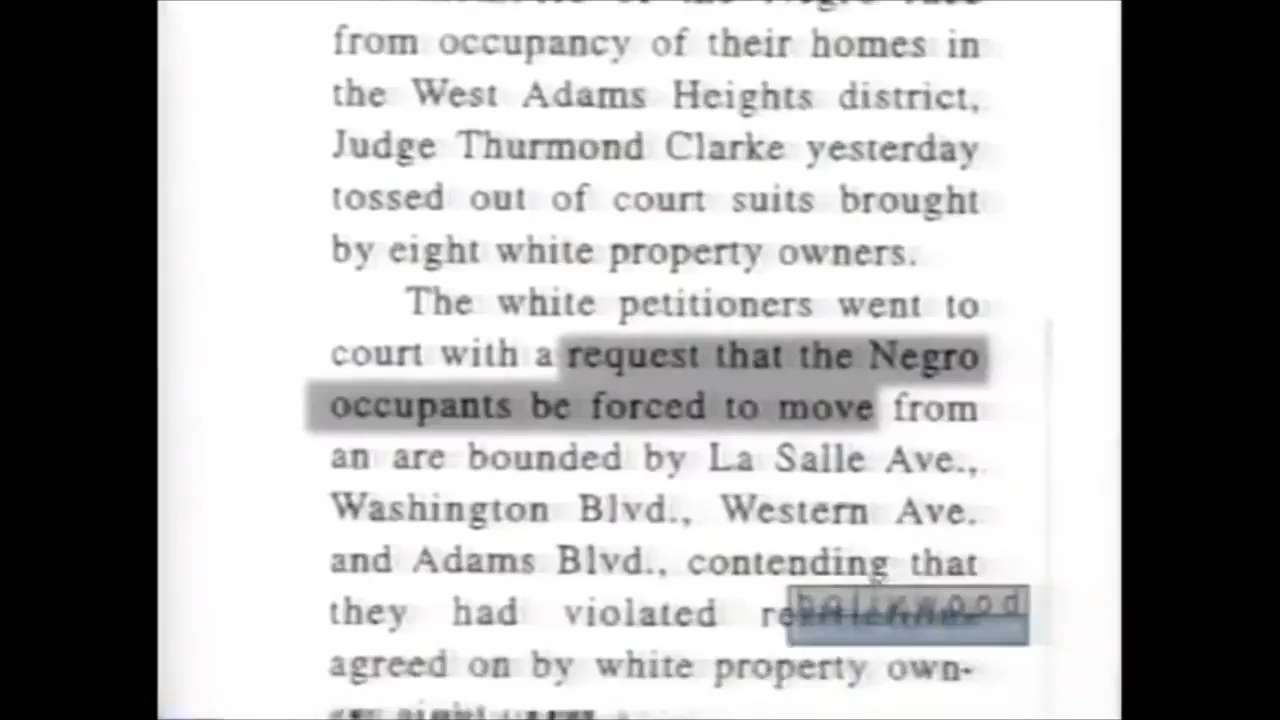 from occupancy of their homes in
the West Adams Heights district,
Judge Thurmond Clarke yesterday
tossed out of court suits brought
by eight white property owners.
The white petitioners went to
court with a request that the Negro
occupants be forced to move from
an are bounded by La Salle Ave.,
Washington Blvd., Western Ave.
and Adams Blvd., contending that
they had violated
hollywood
agreed on by white property own-